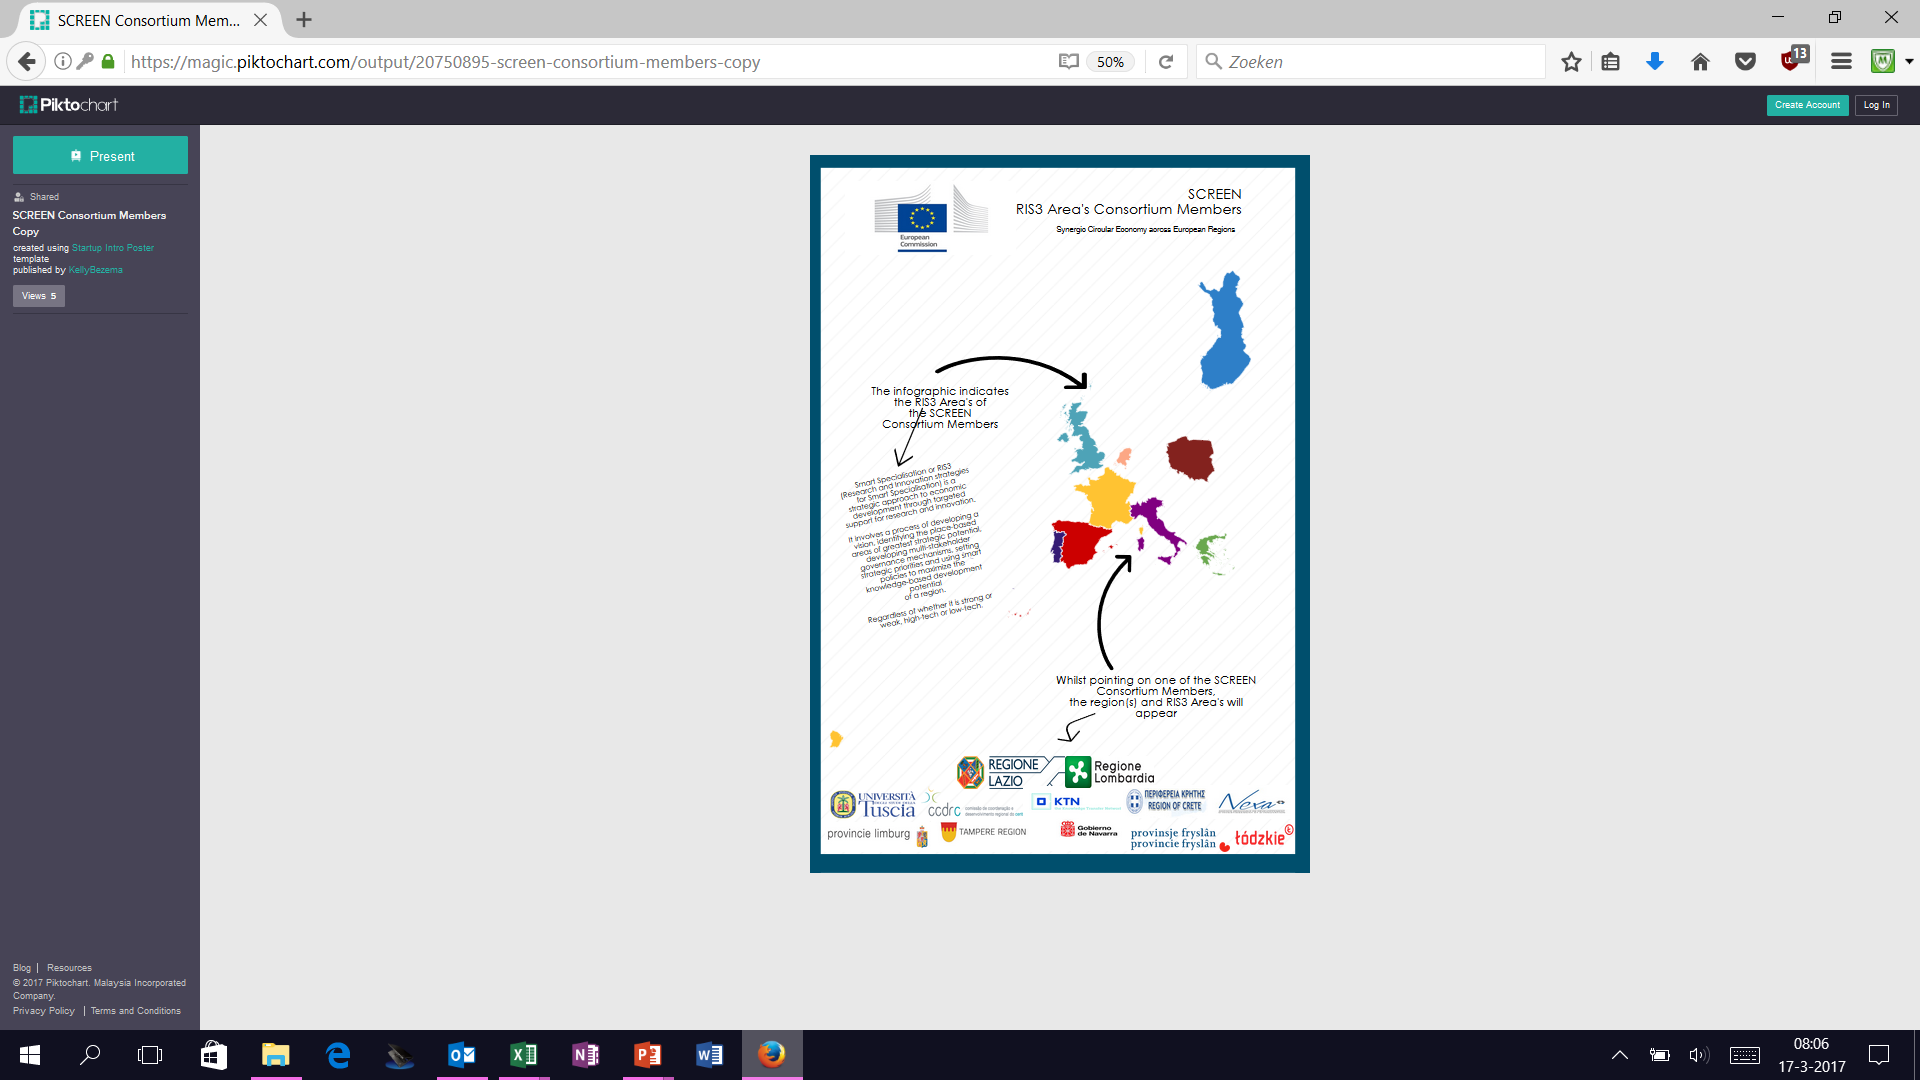 SCREEN Consortium Mem...
https://magic.piktochart.com/output/20750895-screen-consortium-members-copy
50%
Zoeken
13
Piktochart
Create Account
Log In
Present
Shared
SCREEN Consortium Members
Copy
created using Startup Intro Poster
template
published by KellyBezema
Views 5
European
Commission
SCREEN
RIS3 Area's Consortium Members
Synergic Circular Economy across European Regions
The infographic indicates
the RIS3 Area's of
the SCREEN
Consortium Members
Smart Specialisation or RIS3
(Research and Innovation strategies
for Smart Specialisation) is a
strategic approach to economic
development through targeted
support for research and innovation.
It involves a process of developing a
vision, identifying the place-based
areas of greatest strategic potential,
developing multi-stakeholder
governance mechanisms, setting
strategic priorities and using smart
policies to maximize the
knowledge-based development
potential
of a region.
Regardless of whether it is strong or
weak, high-tech or low-tech.
Whilst pointing on one of the SCREEN
Consortium Members,
the region(s) and RIS3 Area's will
appear
REGIONE
LAZIO
Regione
Lombardia
UNIVERSITÀ
Tuscia
ccdrc
KTN
ΠΕΡΙΦΕΡΕΙΑ ΚΡΗΤΗΣ
REGION OF CRETE
Nexa
provincie limburg
TAMPERE REGION
Gobierno
de Navarra
provinsje fryslân
provincie fryslân
łódzkie
Blog | Resources
© 2017 Piktochart. Malaysia Incorporated
Company.
Privacy Policy | Terms and Conditions
08:06
17-3-2017